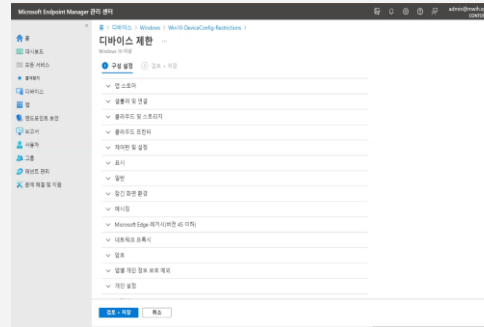 Microsoft Endpoint Manager 관리 센터
admin@mwih.o
CONTOS
홈 > 디바이스 > Windows > Win10-DeviceConfig-Restrictions >
디바이스 제한 ...
Windows 10 이상
1 구성 설정 2 검토 + 저장
홈
대시보드
모든 서비스
즐겨찾기
디바이스
앱
엔드포인트 보안
보고서
사용자
그룹
테넌트 관리
문제 해결 및 지원
앱 스토어
셀룰러 및 연결
클라우드 및 스토리지
클라우드 프린터
제어판 및 설정
표시
일반
잠긴 화면 환경
메시징
Microsoft Edge 레거시(버전 45 이하)
네트워크 프록시
암호
앱별 개인 정보 보호 예외
개인 설정
검토 + 저장
취소